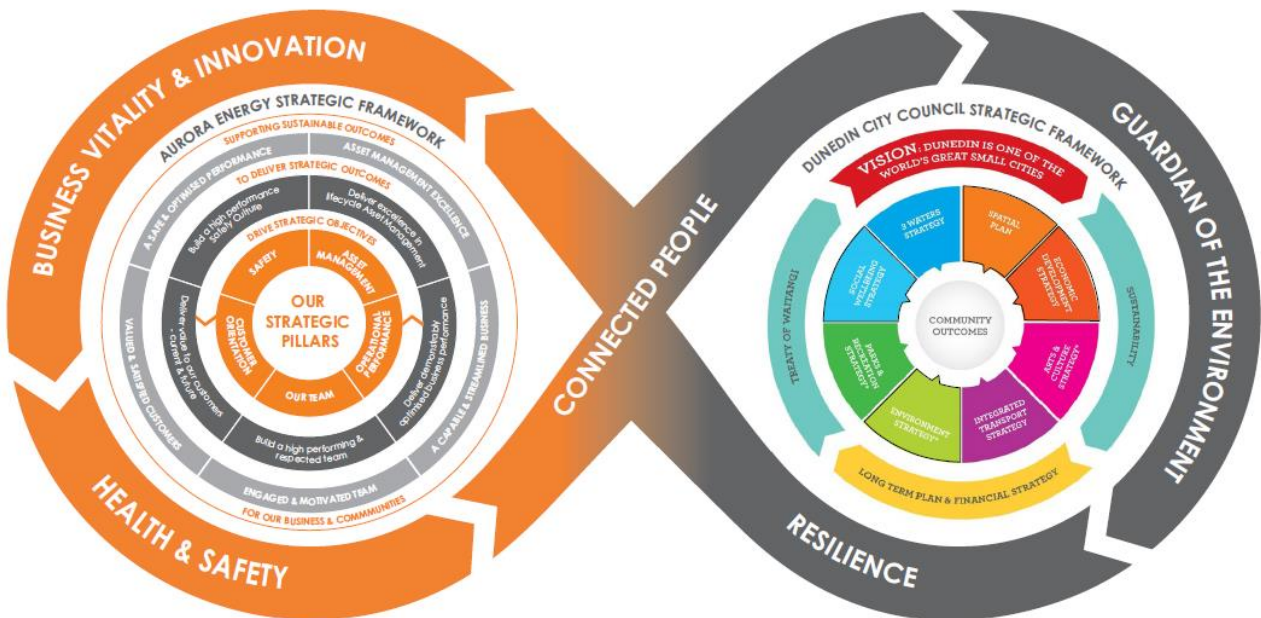 BUSINESS VITALITY & INNOVATION
HEALTH & SAFETY
CONNECTED PEOPLE
AURORA ENERGY STRATEGIC FRAMEWORK
SUPPORTING SUSTAINABLE OUTCOMES
A SAFE & OPTIMISED PERFORMANCE
ASSET MANAGEMENT EXCELLENCE
A CAPABLE & STREAMLINED BUSINESS
ENGAGED & MOTIVATED TEAM
VALUED & SATISFIED CUSTOMERS
FOR OUR BUSINESS & COMMMUNITIES
TO DELIVER STRATEGIC OUTCOMES
Build a high performance
Safety Culture
Deliver excellence in
lifecycle Asset Management
Deliver demonstrably
optimised business performance
Build a high performing &
respected team
Deliver value to our customers
- current & future
DRIVE STRATEGIC OBJECTIVES
SAFETY
ASSET
MANAGEMENT
OPERATIONAL
PERFORMANCE
OUR TEAM
CUSTOMER
ORIENTATION
OUR
STRATEGIC
PILLARS
GUARDIAN OF THE ENVIRONMENT
RESILIENCE
DUNEDIN CITY COUNCIL STRATEGIC FRAMEWORK
VISION: DUNEDIN IS ONE OF THE
WORLD'S GREAT SMALL CITIES
SUSTAINABILITY
LONG TERM PLAN & FINANCIAL STRATEGY
TREATY OF WAITANGI
3 WATERS
STRATEGY
SPATIAL
PLAN
ECONOMIC
DEVELOPMENT
STRATEGY
ARTS &
CULTURE
STRATEGY*
INTEGRATED
TRANSPORT
STRATEGY
ENVIRONMENT
STRATEGY*
PARKS &
RECREATION
STRATEGY*
SOCIAL
WELLBEING
STRATEGY
COMMUNITY
OUTCOMES